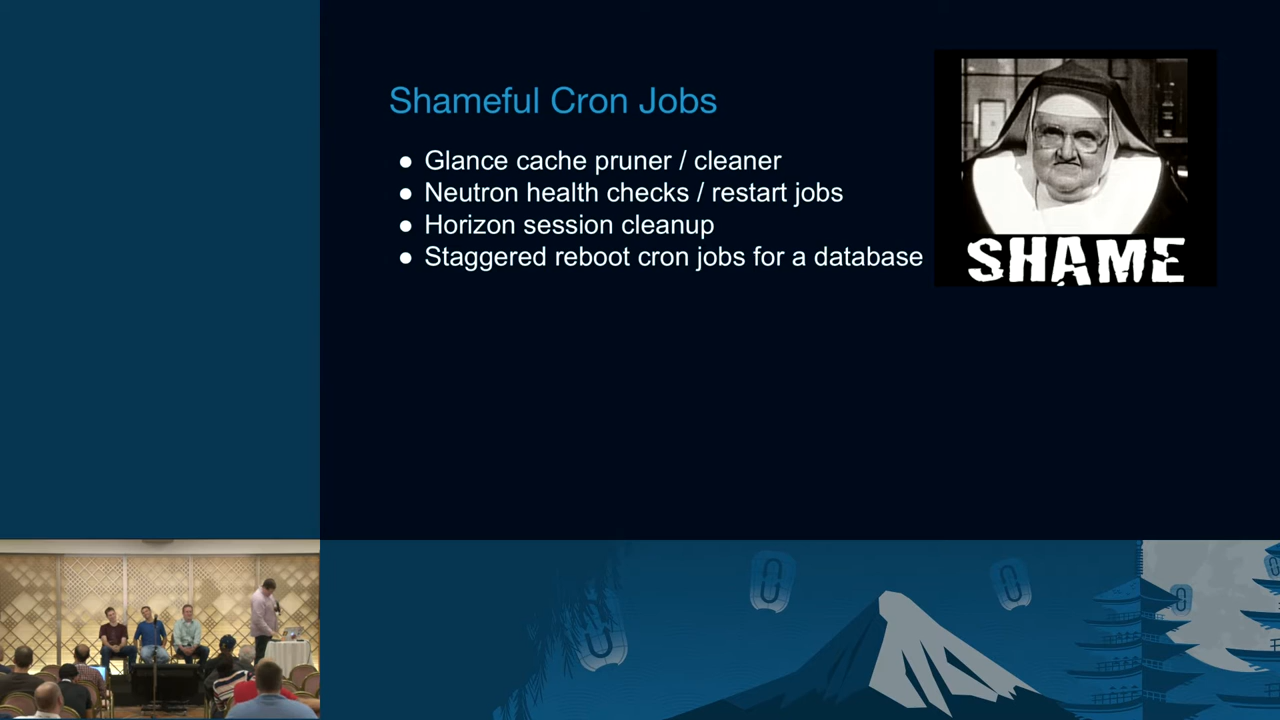 Shameful Cron Jobs
● Glance cache pruner / cleaner
● Neutron health checks / restart jobs
● Horizon session cleanup
● Staggered reboot cron jobs for a database
SHAME